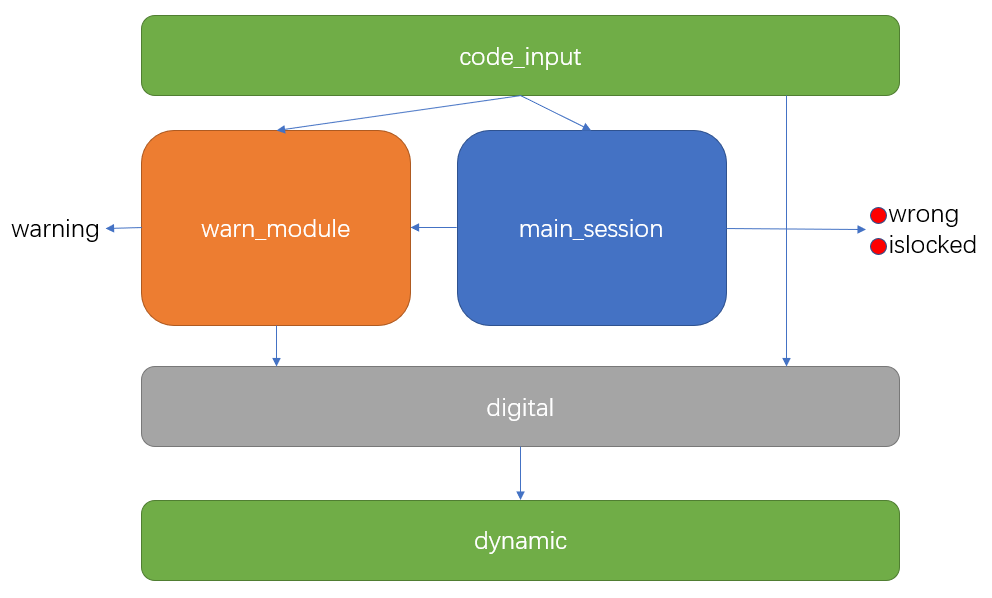 code_input
warning
warn_module
main_session
wrong
islocked
digital
dynamic